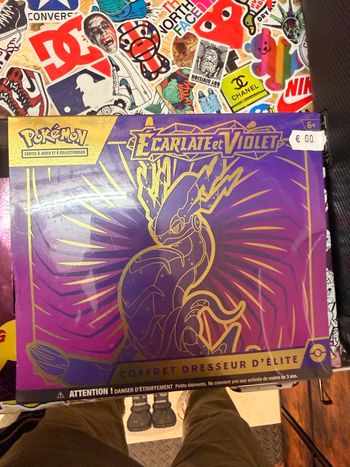 CONVERSE
THE
NORTH
FACE
CHANEL
NIKE
POKÉMON
CARTES À JOUER ET À COLLECTIONNER
ÉCARLATE ET VIOLET
6+
€ 60
COFFRET DRESSEUR D'ÉLITE
ATTENTION ! DANGER D'ÉTOUFFEMENT Petits éléments. Ne convient pas aux enfants de moins de 3 ans.